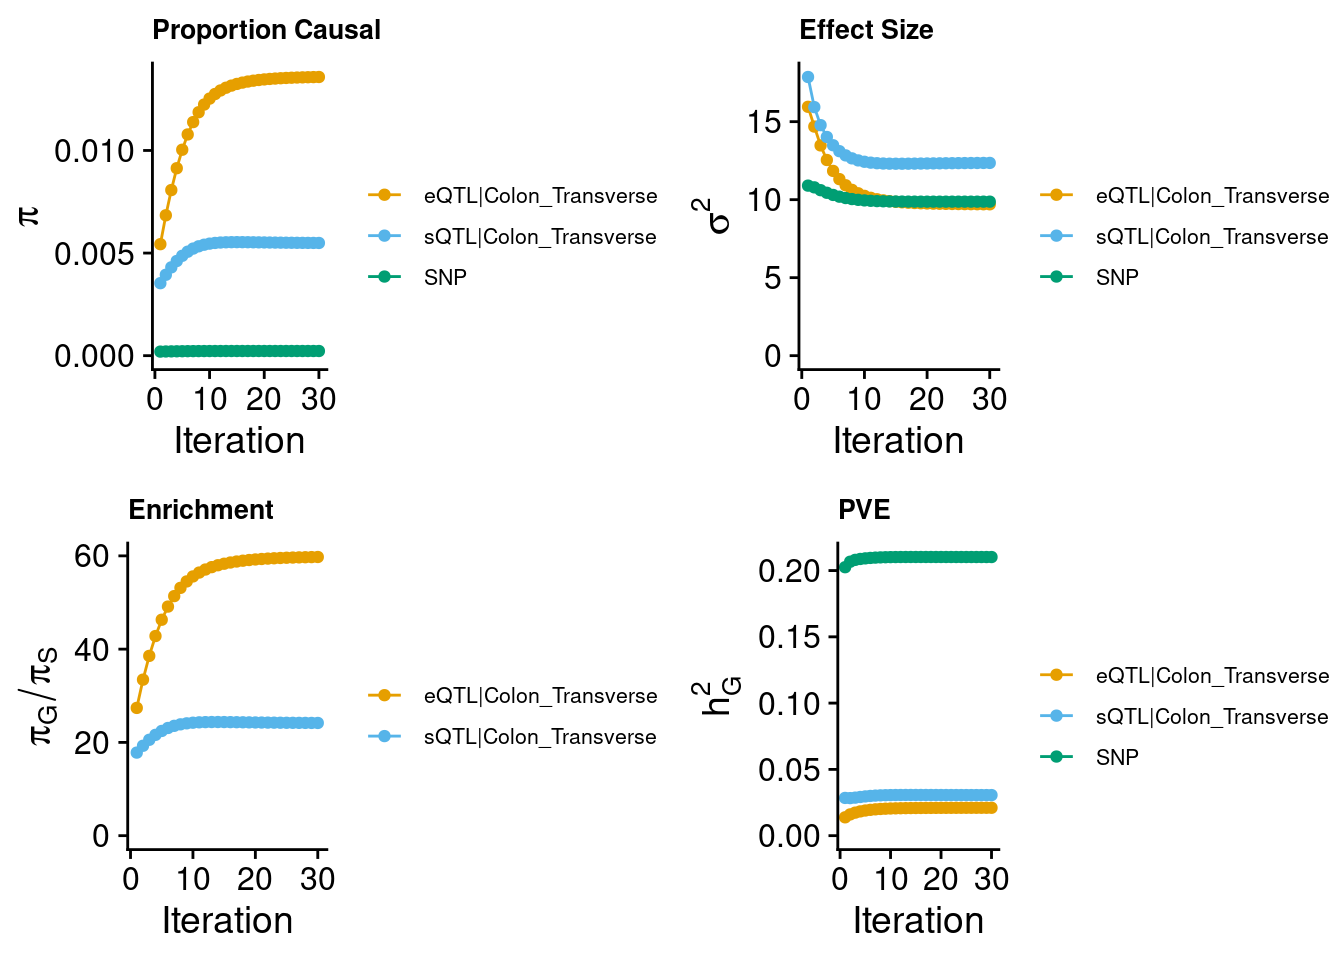 Proportion Causal
π
0.010
0.005
0.000
0 10 20 30
Iteration
eQTL|Colon_Transverse
sQTL|Colon_Transverse
SNP
Effect Size
σ²
15
10
5
0
0 10 20 30
Iteration
eQTL|Colon_Transverse
sQTL|Colon_Transverse
SNP
Enrichment
π_G/π_S
60
40
20
0
0 10 20 30
Iteration
eQTL|Colon_Transverse
sQTL|Colon_Transverse
PVE
h²_G
0.20
0.15
0.10
0.05
0.00
0 10 20 30
Iteration
eQTL|Colon_Transverse
sQTL|Colon_Transverse
SNP